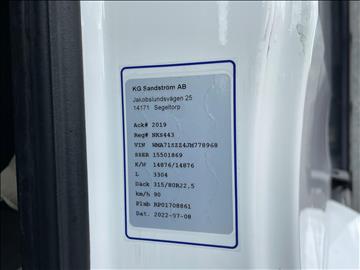 KG Sandström AB
Jakobslundsvägen 25
14171 Segeltorp
Ack# 2019
Reg# NKS443
VIN WMA71SZZ4JM778968
SSER 15501869
K/W 14876/14876
L 3304
Däck 315/80R22,5
km/h 90
Plmb RP01708861
Dat. 2022-07-08